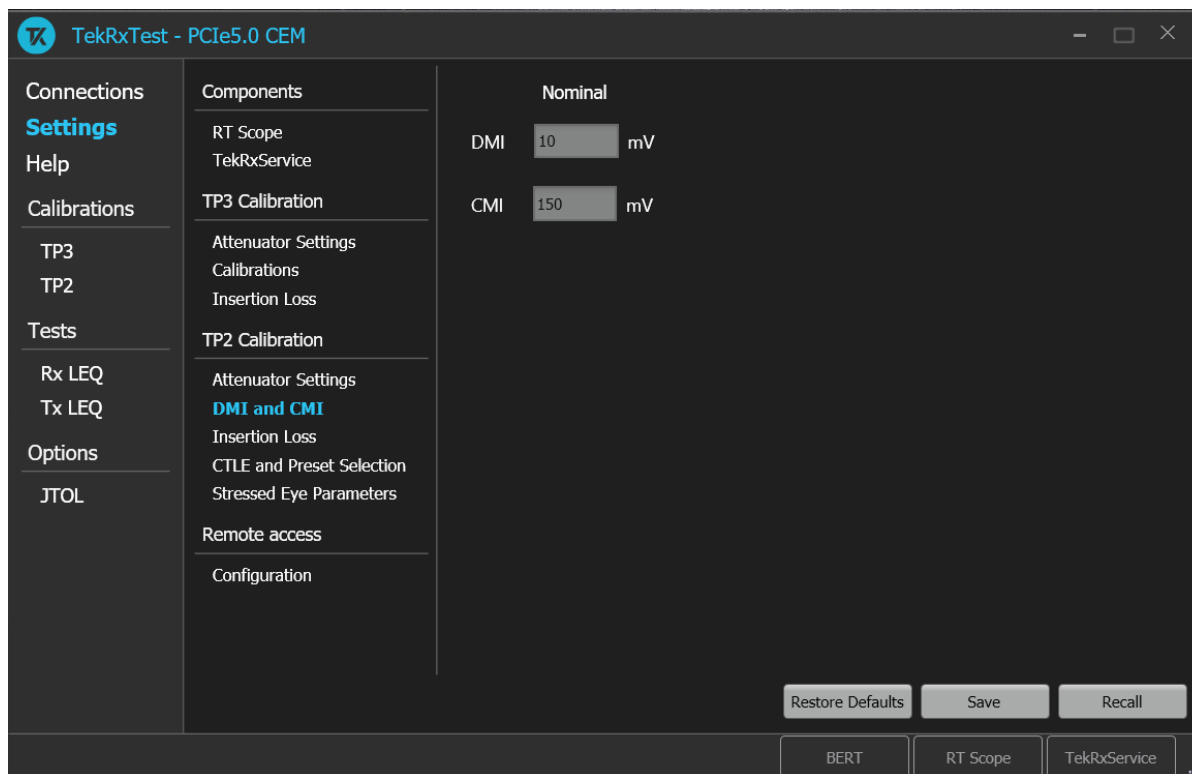 TK TekRxTest - PCIe5.0 CEM
Connections
Settings
Help
Calibrations
TP3
TP2
Tests
Rx LEQ
Tx LEQ
Options
JTOL
Components
RT Scope
TekRxService
TP3 Calibration
Attenuator Settings
Calibrations
Insertion Loss
TP2 Calibration
Attenuator Settings
DMI and CMI
Insertion Loss
CTLE and Preset Selection
Stressed Eye Parameters
Remote access
Configuration
Nominal
DMI 10 mV
CMI 150 mV
Restore Defaults Save Recall
BERT RT Scope TekRxService